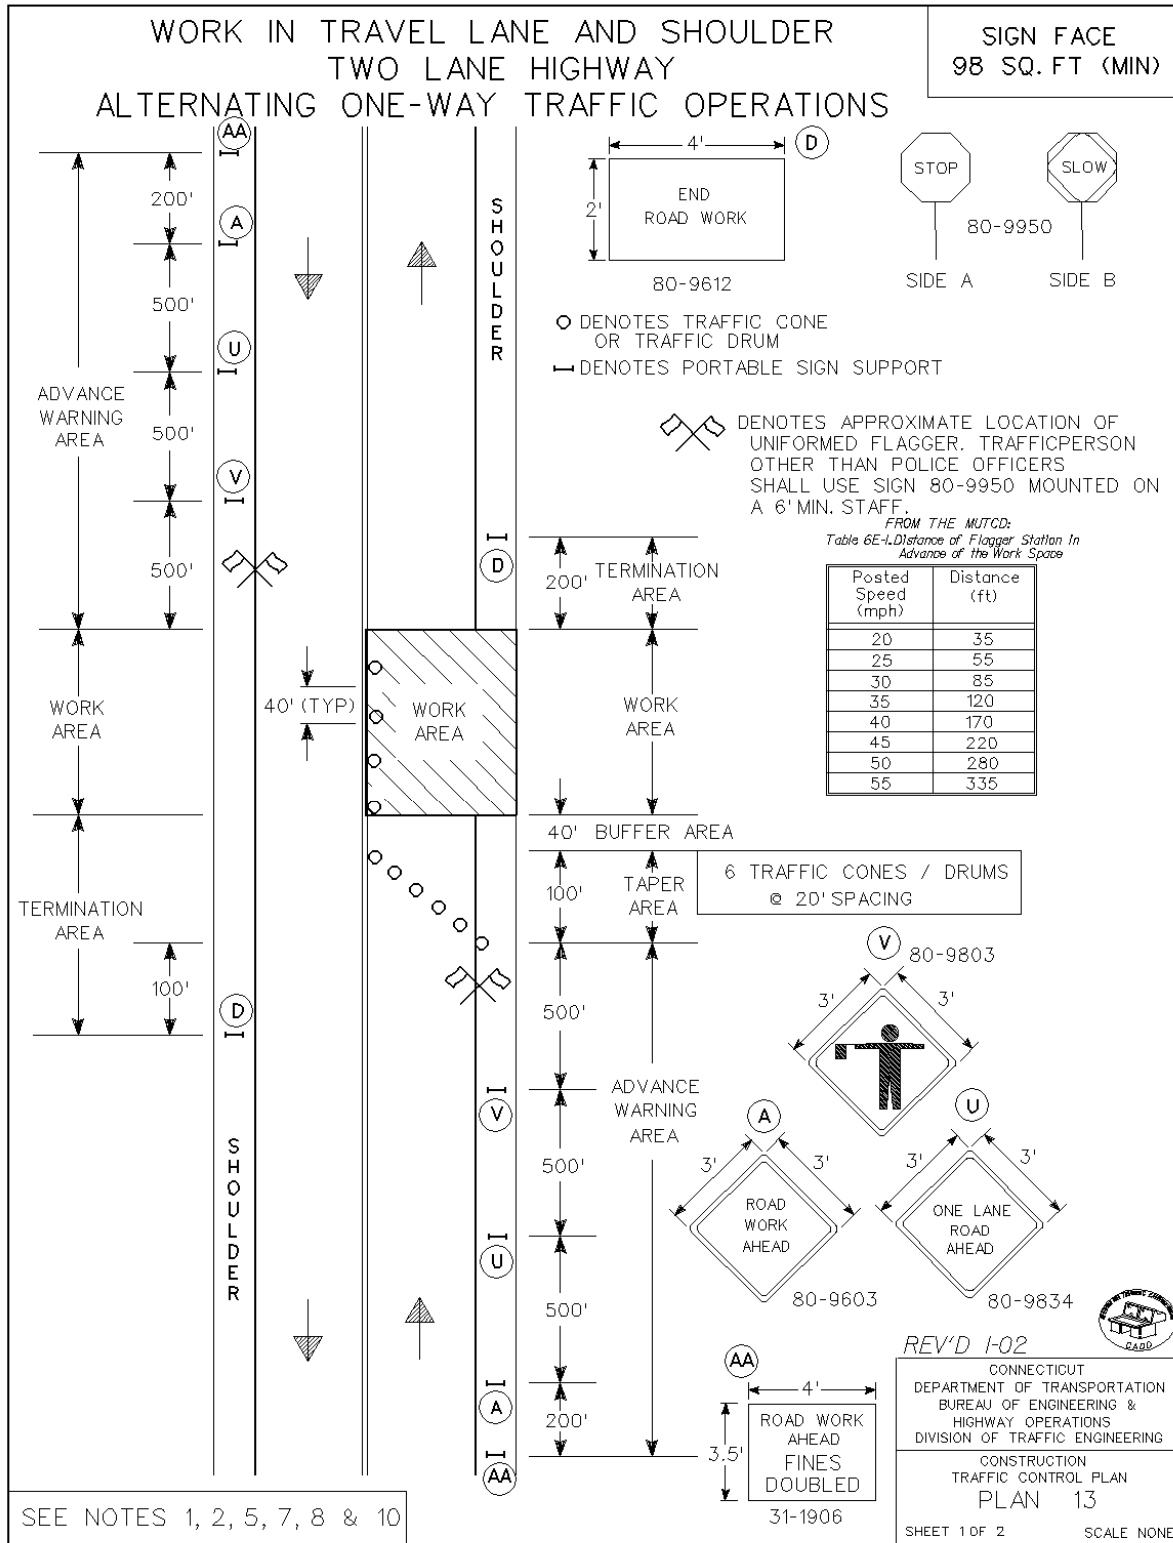 WORK IN TRAVEL LANE AND SHOULDER
TWO LANE HIGHWAY
ALTERNATING ONE-WAY TRAFFIC OPERATIONS
SIGN FACE
98 SQ. FT (MIN)
AA
200'
A
500'
U
500'
V
500'
ADVANCE
WARNING
AREA
WORK
AREA
40' (TYP)
TERMINATION
AREA
100'
D
SHOULDER
SHOULDER
WORK
AREA
4'
D
2'
END
ROAD WORK
80-9612
STOP
SLOW
80-9950
SIDE A
SIDE B
DENOTES TRAFFIC CONE
OR TRAFFIC DRUM
DENOTES PORTABLE SIGN SUPPORT
DENOTES APPROXIMATE LOCATION OF
UNIFORMED FLAGGER. TRAFFICPERSON
OTHER THAN POLICE OFFICERS
SHALL USE SIGN 80-9950 MOUNTED ON
A 6' MIN. STAFF.
FROM THE MUTCD:
Table 6E-1. Distance of Flagger Station In
Advance of the Work Space
Posted Speed (mph) Distance (ft)
20 35
25 55
30 85
35 120
40 170
45 220
50 280
55 335
D
200'
TERMINATION
AREA
WORK
AREA
40' BUFFER AREA
100'
TAPER
AREA
6 TRAFFIC CONES / DRUMS
@ 20' SPACING
500'
V
500'
U
500'
A
200'
AA
ADVANCE
WARNING
AREA
V
80-9803
3'
3'
A
3'
3'
ROAD
WORK
AHEAD
80-9603
U
3'
3'
ONE LANE
ROAD
AHEAD
80-9834
AA
4'
3.5'
ROAD WORK
AHEAD
FINES
DOUBLED
31-1906
CADD
REV'D 1-02
CONNECTICUT
DEPARTMENT OF TRANSPORTATION
BUREAU OF ENGINEERING &
HIGHWAY OPERATIONS
DIVISION OF TRAFFIC ENGINEERING
CONSTRUCTION
TRAFFIC CONTROL PLAN
PLAN 13
SHEET 1 OF 2 SCALE NONE
SEE NOTES 1, 2, 5, 7, 8 & 10